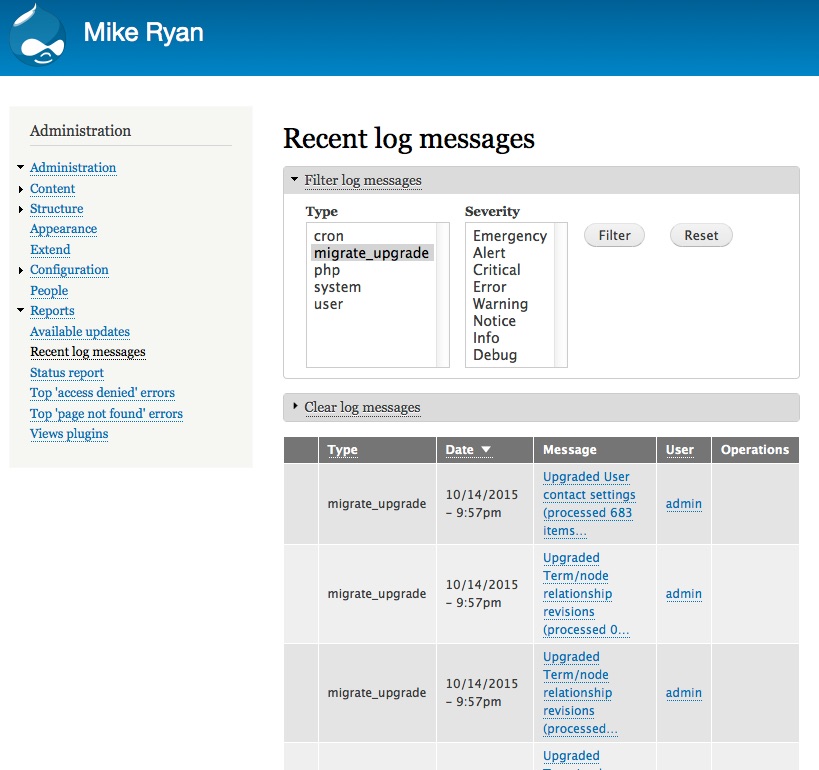 Mike Ryan
Administration
Administration
Content
Structure
Appearance
Extend
Configuration
People
Reports
Available updates
Recent log messages
Status report
Top 'access denied' errors
Top 'page not found' errors
Views plugins
Recent log messages
Filter log messages
Type
cron
migrate_upgrade
php
system
user
Severity
Emergency
Alert
Critical
Error
Warning
Notice
Info
Debug
Filter
Reset
Clear log messages
Type Date Message User Operations
migrate_upgrade
10/14/2015
– 9:57pm
Upgraded User
contact settings
(processed 683
items...
admin
migrate_upgrade
10/14/2015
– 9:57pm
Upgraded
Term/node
relationship
revisions
(processed 0...
admin
migrate_upgrade
10/14/2015
– 9:57pm
Upgraded
Term/node
relationship
revisions
(processed...
admin
Upgraded